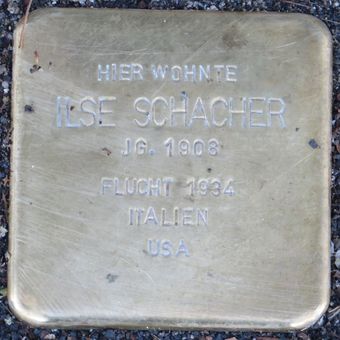 HIER WOHNTE
ILSE SCHACHER
JG. 1908
FLUCHT 1934
ITALIEN
USA